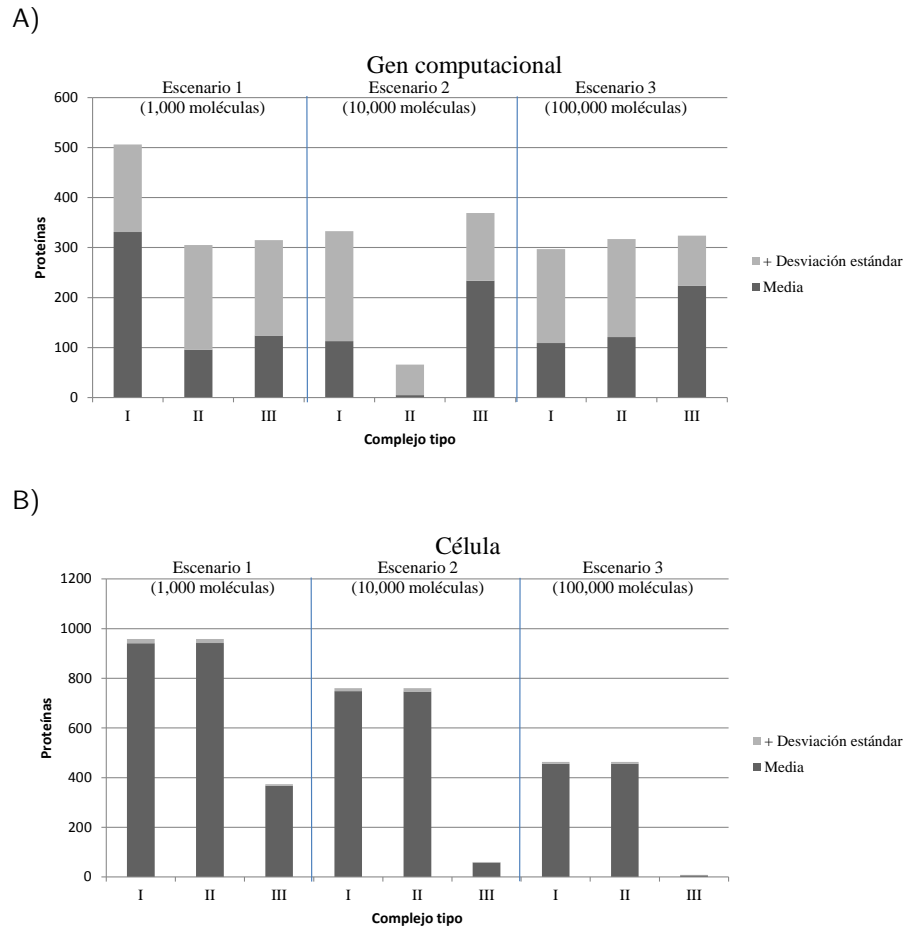 A)
Gen computacional
Escenario 1
(1,000 moléculas)
Escenario 2
(10,000 moléculas)
Escenario 3
(100,000 moléculas)
600
500
400
300
200
100
0
Proteínas
I II III I II III I II III
Complejo tipo
+ Desviación estándar
Media
B)
Célula
Escenario 1
(1,000 moléculas)
Escenario 2
(10,000 moléculas)
Escenario 3
(100,000 moléculas)
1200
1000
800
600
400
200
0
Proteínas
I II III I II III I II III
Complejo tipo
+ Desviación estándar
Media